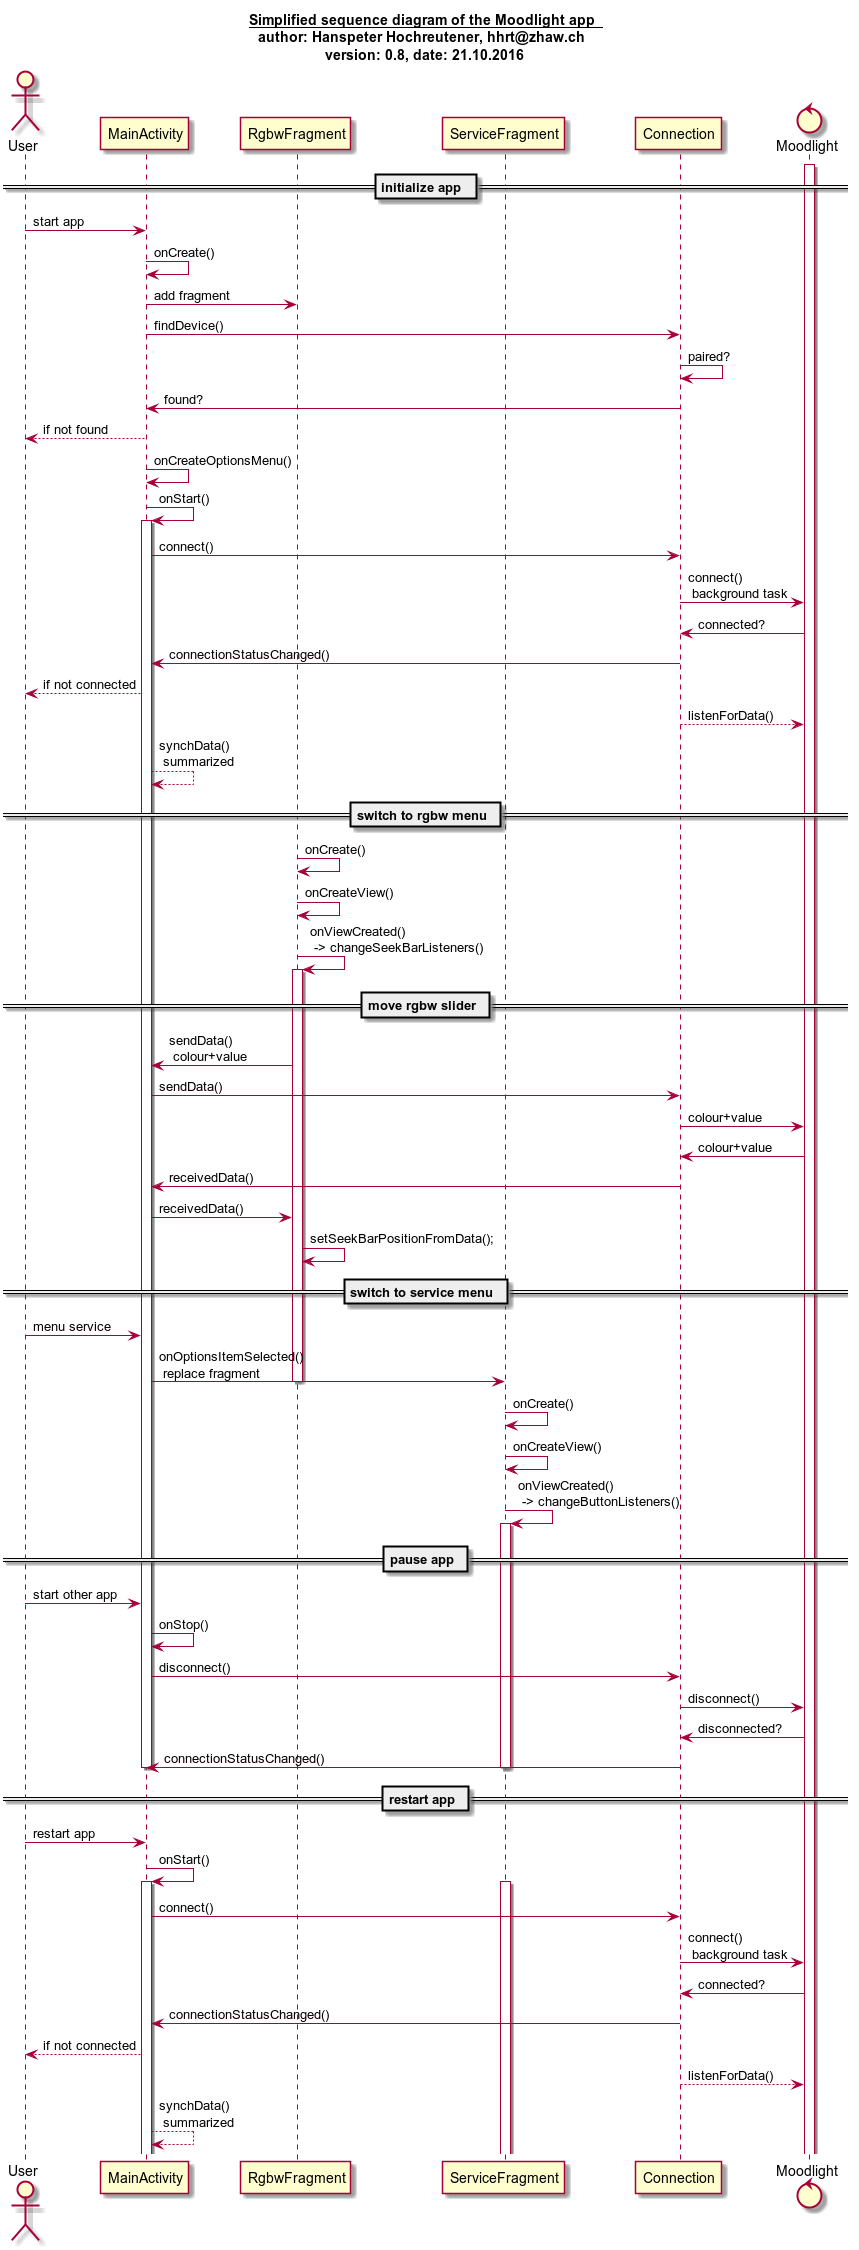 Simplified sequence diagram of the Moodlight app
author: Hanspeter Hochreutener, hhrt@zhaw.ch
version: 0.8, date: 21.10.2016
User
MainActivity
RgbwFragment
ServiceFragment
Connection
Moodlight
initialize app
start app
onCreate()
add fragment
findDevice()
paired?
found?
if not found
onCreateOptionsMenu()
onStart()
connect()
connect()
background task
connected?
connectionStatusChanged()
if not connected
listenForData()
synchData()
summarized
switch to rgbw menu
onCreate()
onCreateView()
onViewCreated()
-> changeSeekBarListeners()
move rgbw slider
sendData()
colour+value
sendData()
colour+value
colour+value
receivedData()
receivedData()
setSeekBarPositionFromData();
switch to service menu
menu service
onOptionsItemSelected()
replace fragment
onCreate()
onCreateView()
onViewCreated()
-> changeButtonListeners()
pause app
start other app
onStop()
disconnect()
disconnect()
disconnected?
connectionStatusChanged()
restart app
restart app
onStart()
connect()
connect()
background task
connected?
connectionStatusChanged()
if not connected
listenForData()
synchData()
summarized
User
MainActivity
RgbwFragment
ServiceFragment
Connection
Moodlight